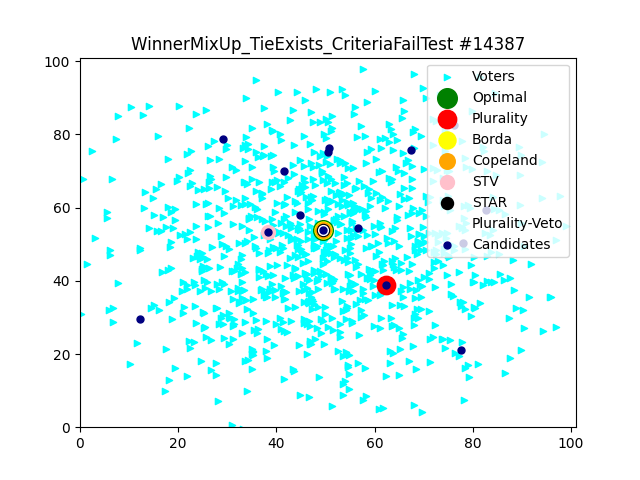 WinnerMixUp_TieExists_CriteriaFailTest #14387
100
80
60
40
20
0
0 20 40 60 80 100
Voters
Optimal
Plurality
Borda
Copeland
STV
STAR
Plurality-Veto
Candidates